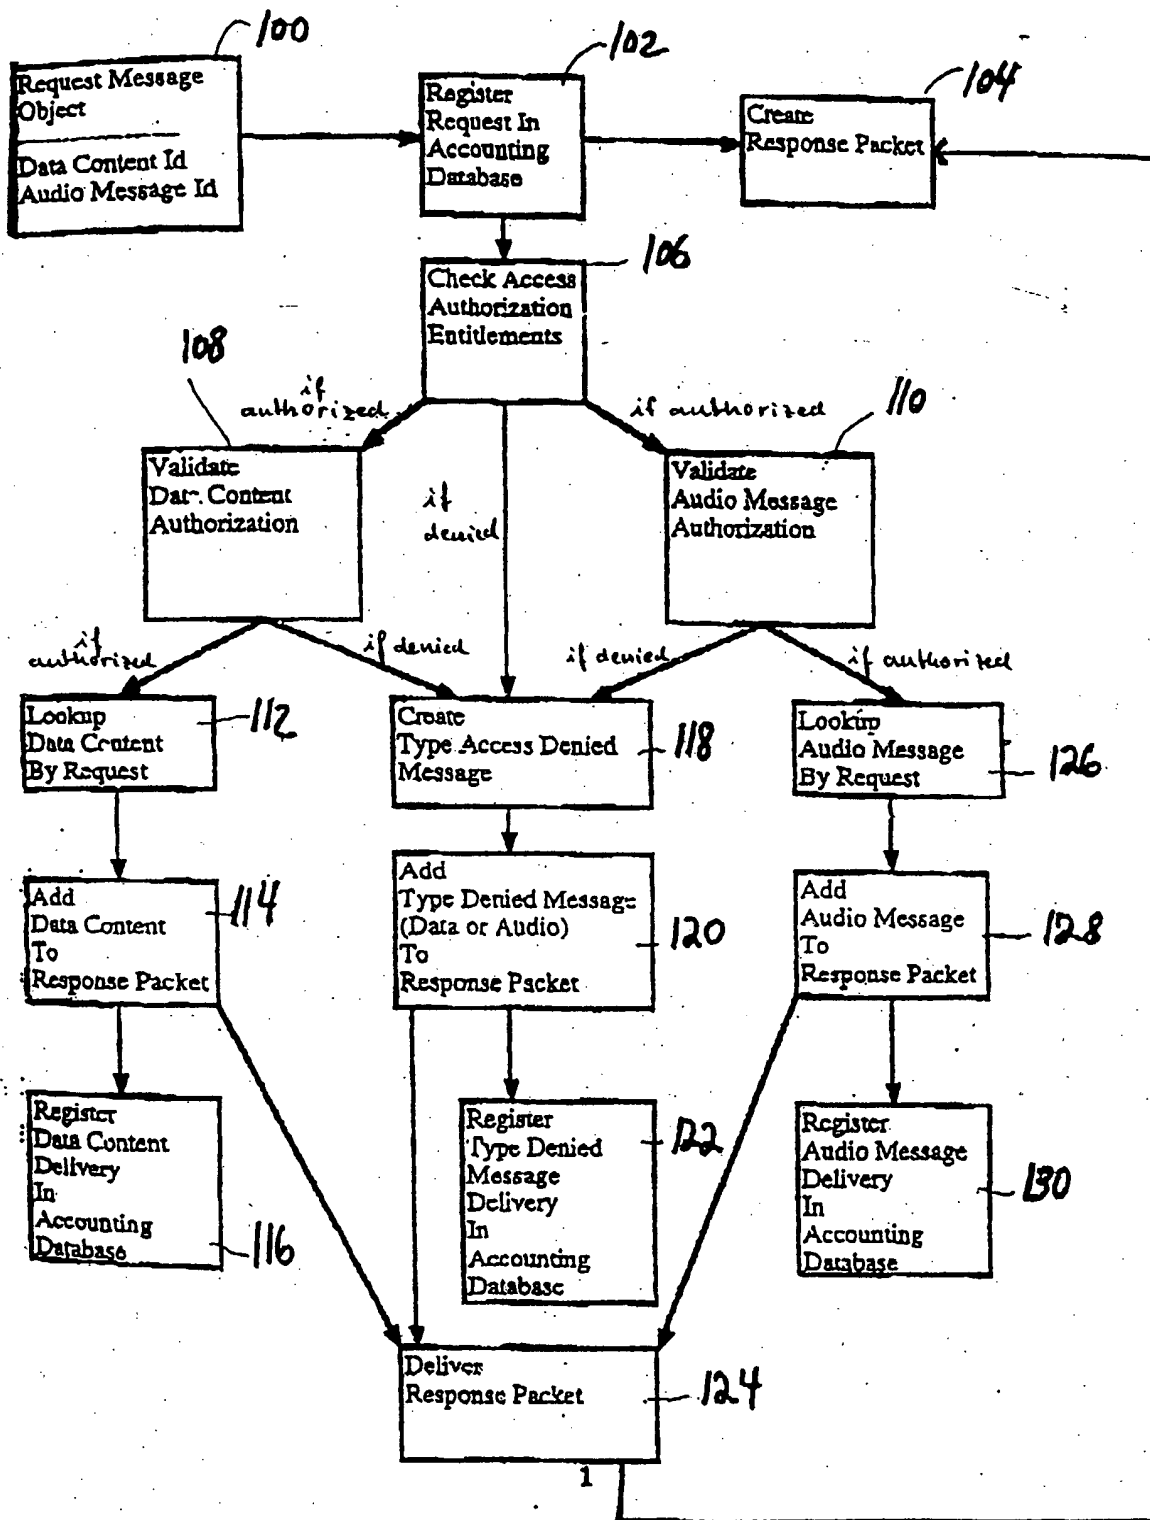 100
Request Message
Object
Data Content Id
Audio Message Id
102
Register
Request In
Accounting
Database
104
Create
Response Packet
106
Check Access
Authorization
Entitlements
108
if
authorized
if authorized
110
Validate
Content
Authorization
if
denied
Validate
Audio Message
Authorization
if
authorized
if denied
if denied
if authorized
Lookup
Data Content
By Request
112
Create
Type Access Denied
Message
118
Lookup
Audio Message
By Request
126
Add
Data Content
To
Response Packet
114
Add
Type Denied Message
(Data or Audio)
To
Response Packet
120
Add
Audio Message
To
Response Packet
128
Register
Data Content
Delivery
In
Accounting
Database
116
Register
Type Denied
Message
Delivery
In
Accounting
Database
122
Register
Audio Message
Delivery
In
Accounting
Database
130
Deliver
Response Packet
124
1